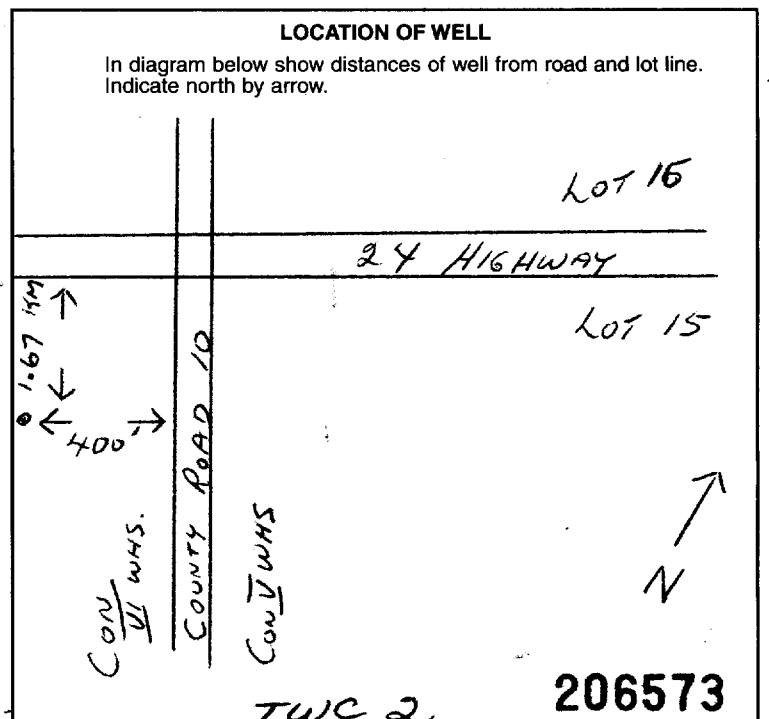 LOCATION OF WELL
In diagram below show distances of well from road and lot line.
Indicate north by arrow.
LOT 16
24 HIGHWAY
LOT 15
1.67 KM
400'
CON VI WHS.
COUNTY ROAD 10
CON V WHS
N
TWC 2.
206573